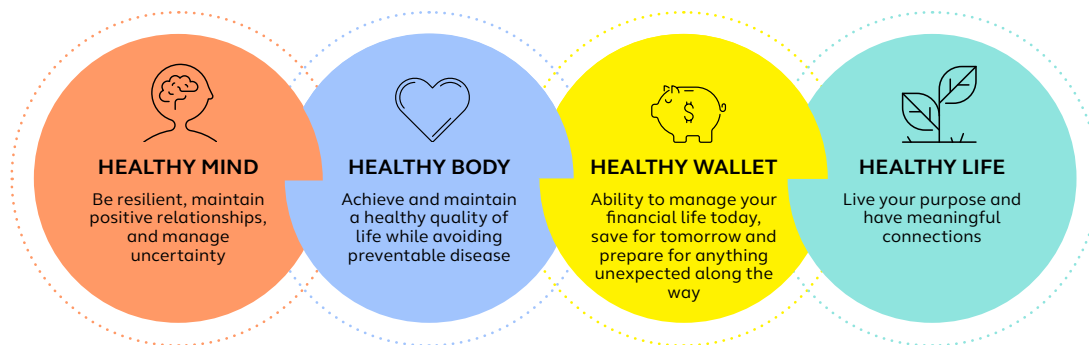 HEALTHY MIND
Be resilient, maintain
positive relationships,
and manage
uncertainty
HEALTHY BODY
Achieve and maintain
a healthy quality of
life while avoiding
preventable disease
$
HEALTHY WALLET
Ability to manage your
financial life today,
save for tomorrow and
prepare for anything
unexpected along the
way
HEALTHY LIFE
Live your purpose and
have meaningful
connections